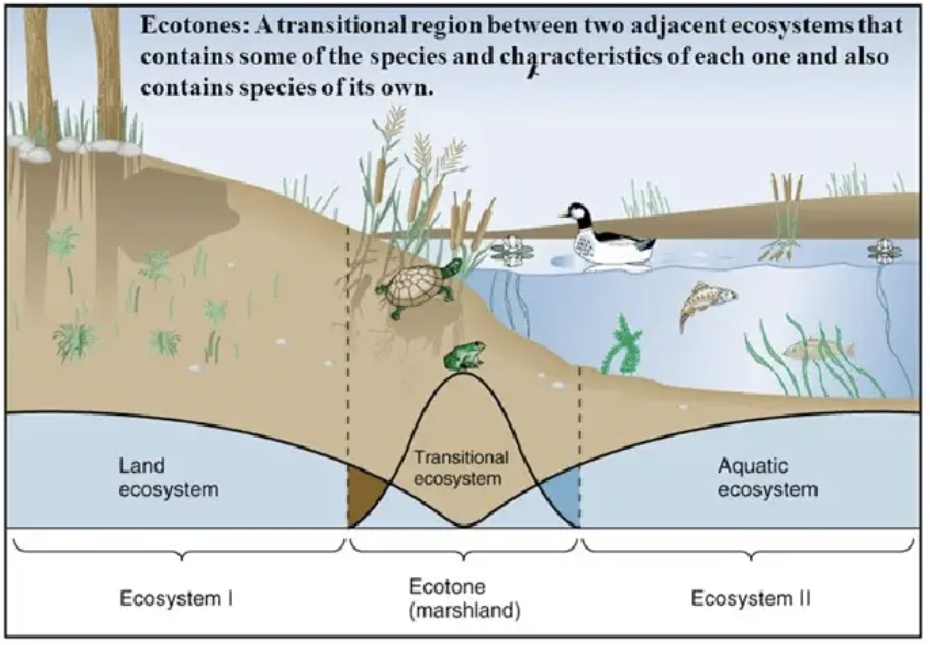 Ecotones: A transitional region between two adjacent ecosystems that
contains some of the species and characteristics of each one and also
contains species of its own.
Land
ecosystem
Transitional
ecosystem
Aquatic
ecosystem
Ecosystem I
Ecotone
(marshland)
Ecosystem II